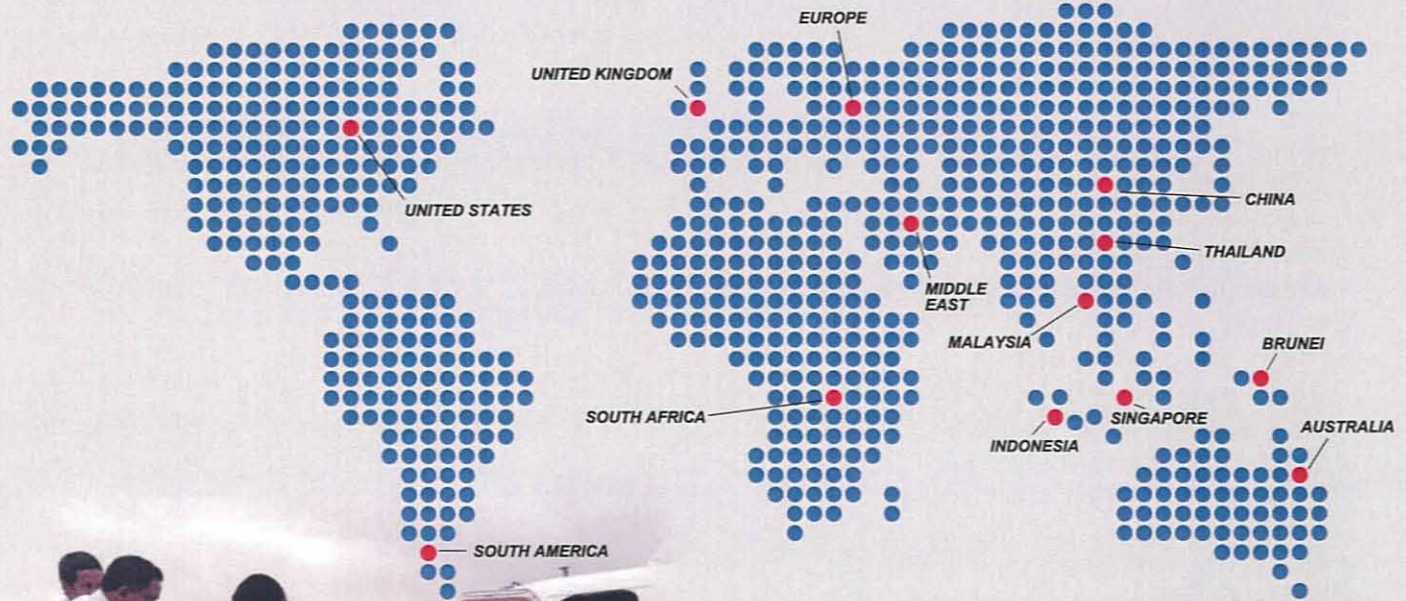 EUROPE
UNITED KINGDOM
UNITED STATES
CHINA
THAILAND
MIDDLE
EAST
MALAYSIA
BRUNEI
SOUTH AFRICA
SINGAPORE
INDONESIA
AUSTRALIA
SOUTH AMERICA